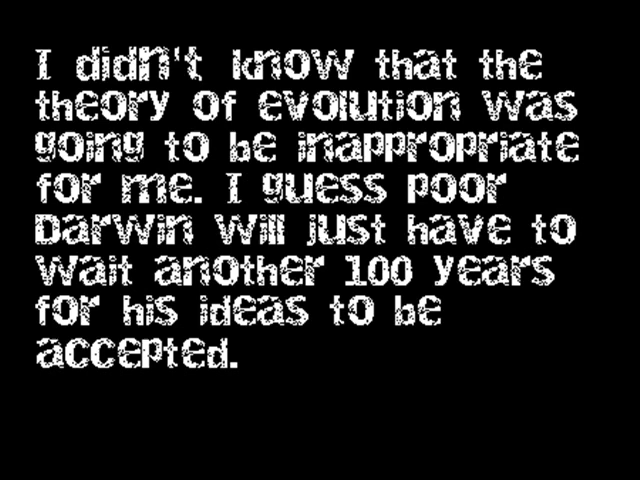 I didn't know that the
theory of evolution was
going to be inappropriate
for me. I guess poor
Darwin will just have to
wait another 100 years
for his ideas to be
accepted.